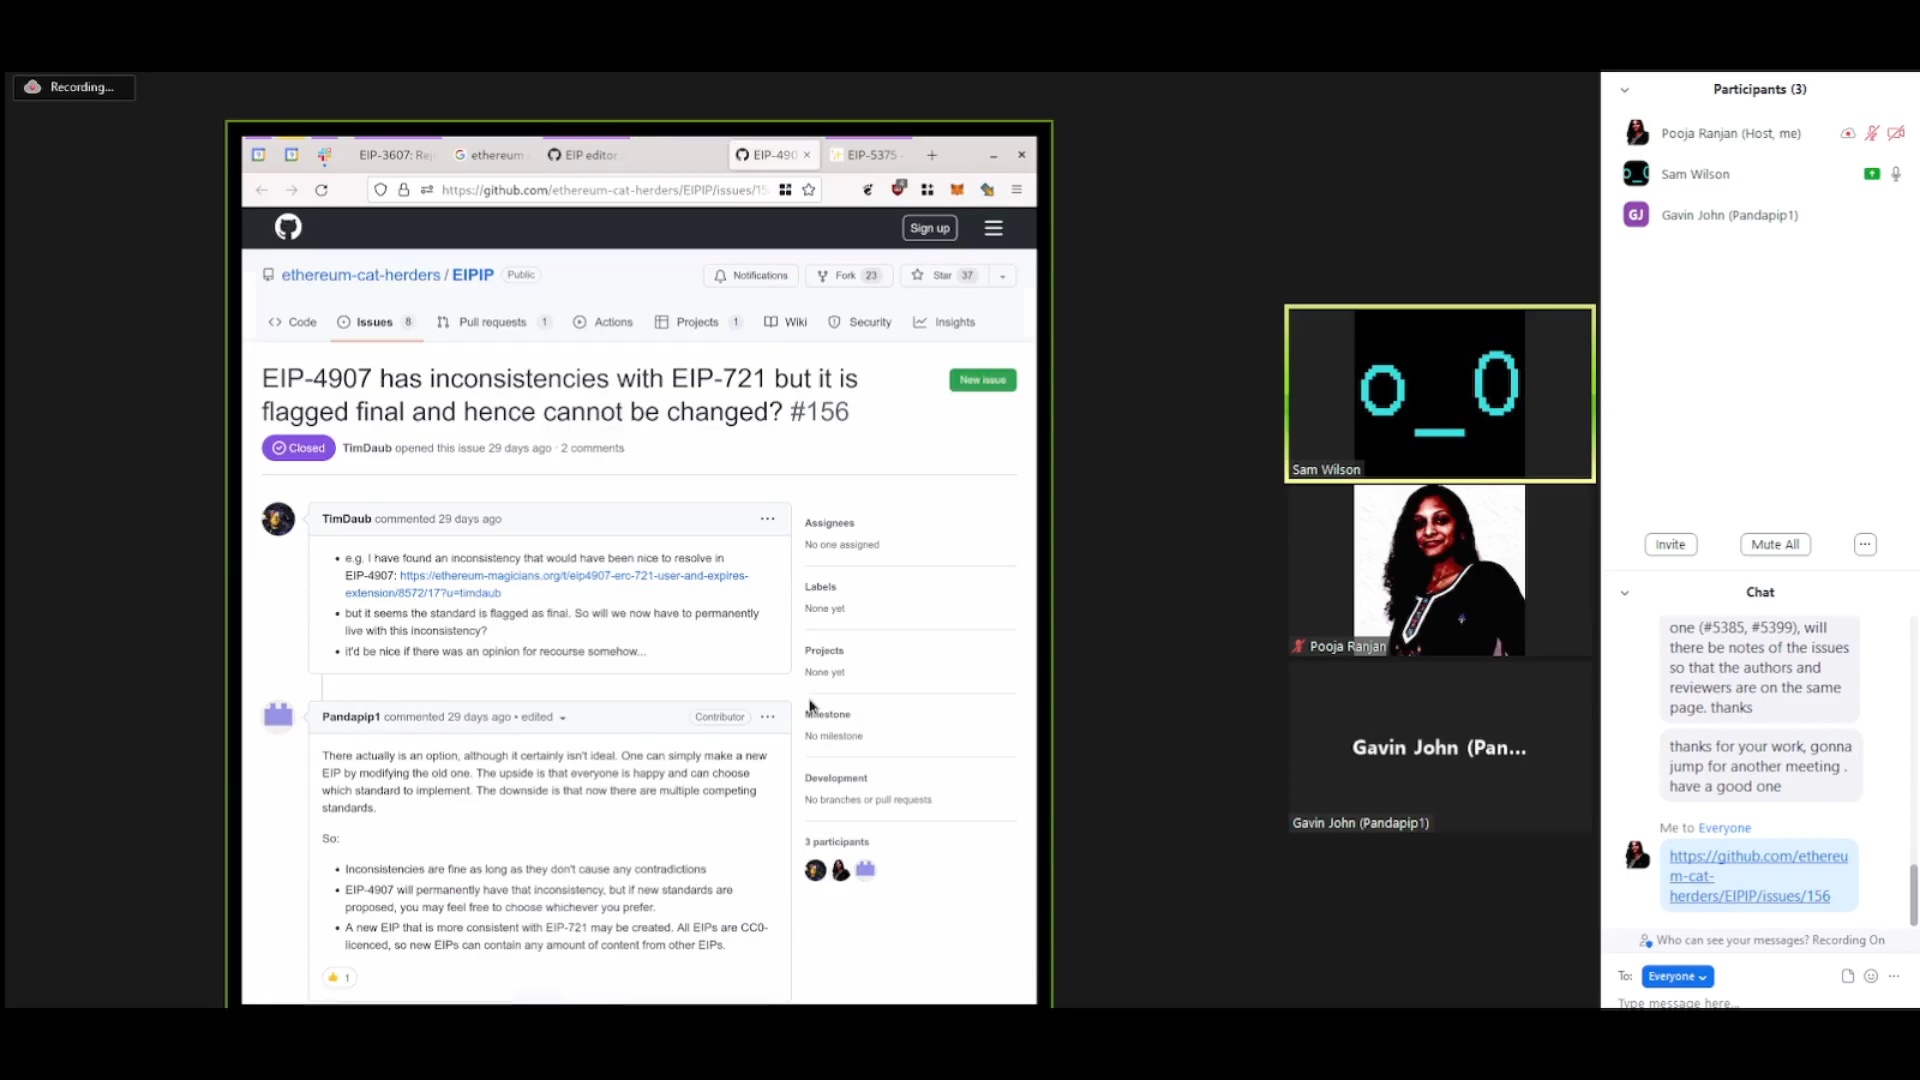 Recording...
EIP-3607: Rej
ethereum
EIP editor
EIP-490
EIP-5375 -
https://github.com/ethereum-cat-herders/EIPIP/issues/15
Sign up
ethereum-cat-herders / EIPIP Public
Notifications
Fork 23
Star 37
Code
Issues 8
Pull requests 1
Actions
Projects 1
Wiki
Security
Insights
EIP-4907 has inconsistencies with EIP-721 but it is
flagged final and hence cannot be changed? #156
New issue
Closed
TimDaub opened this issue 29 days ago · 2 comments
TimDaub commented 29 days ago
• e.g. I have found an inconsistency that would have been nice to resolve in
EIP-4907: https://ethereum-magicians.org/t/eip4907-erc-721-user-and-expires-
extension/8572/17?u=timdaub
• but it seems the standard is flagged as final. So will we now have to permanently
live with this inconsistency?
• it'd be nice if there was an opinion for recourse somehow...
Pandapip1 commented 29 days ago • edited
Contributor
There actually is an option, although it certainly isn't ideal. One can simply make a new
EIP by modifying the old one. The upside is that everyone is happy and can choose
which standard to implement. The downside is that now there are multiple competing
standards.
So:
• Inconsistencies are fine as long as they don't cause any contradictions
• EIP-4907 will permanently have that inconsistency, but if new standards are
proposed, you may feel free to choose whichever you prefer.
• A new EIP that is more consistent with EIP-721 may be created. All EIPs are CC0-
licenced, so new EIPs can contain any amount of content from other EIPs.
👍 1
Assignees
No one assigned
Labels
None yet
Projects
None yet
Milestone
No milestone
Development
No branches or pull requests
3 participants
Sam Wilson
Pooja Ranjan
Gavin John (Pan...
Gavin John (Pandapip1)
Participants (3)
Pooja Ranjan (Host, me)
Sam Wilson
GJ
Gavin John (Pandapip1)
Invite
Mute All
Chat
one (#5385, #5399), will
there be notes of the issues
so that the authors and
reviewers are on the same
page. thanks
thanks for your work, gonna
jump for another meeting .
have a good one
Me to Everyone
https://github.com/ethereu
m-cat-
herders/EIPIP/issues/156
Who can see your messages? Recording On
To: Everyone
Type message here...